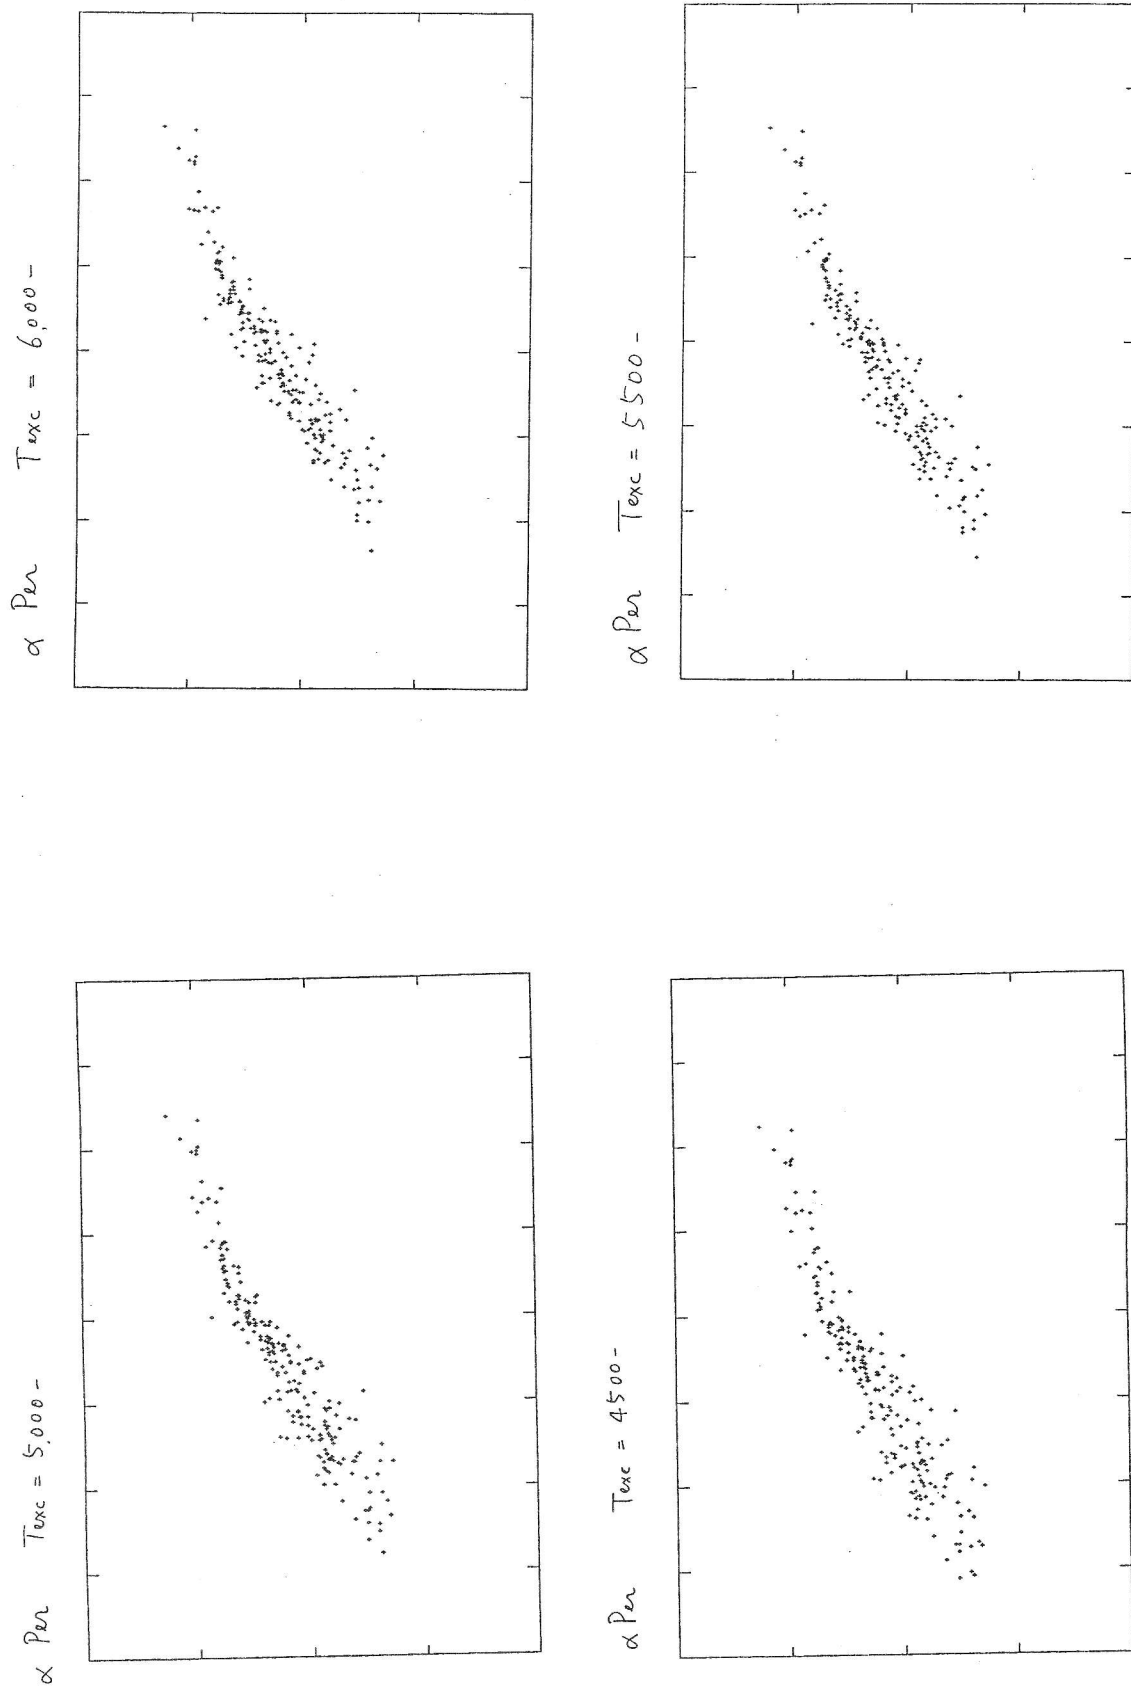 α Per Texc = 5,000 -
α Per Texc = 6,000 -
α Per Texc = 4500 -
α Per Texc = 5500 -